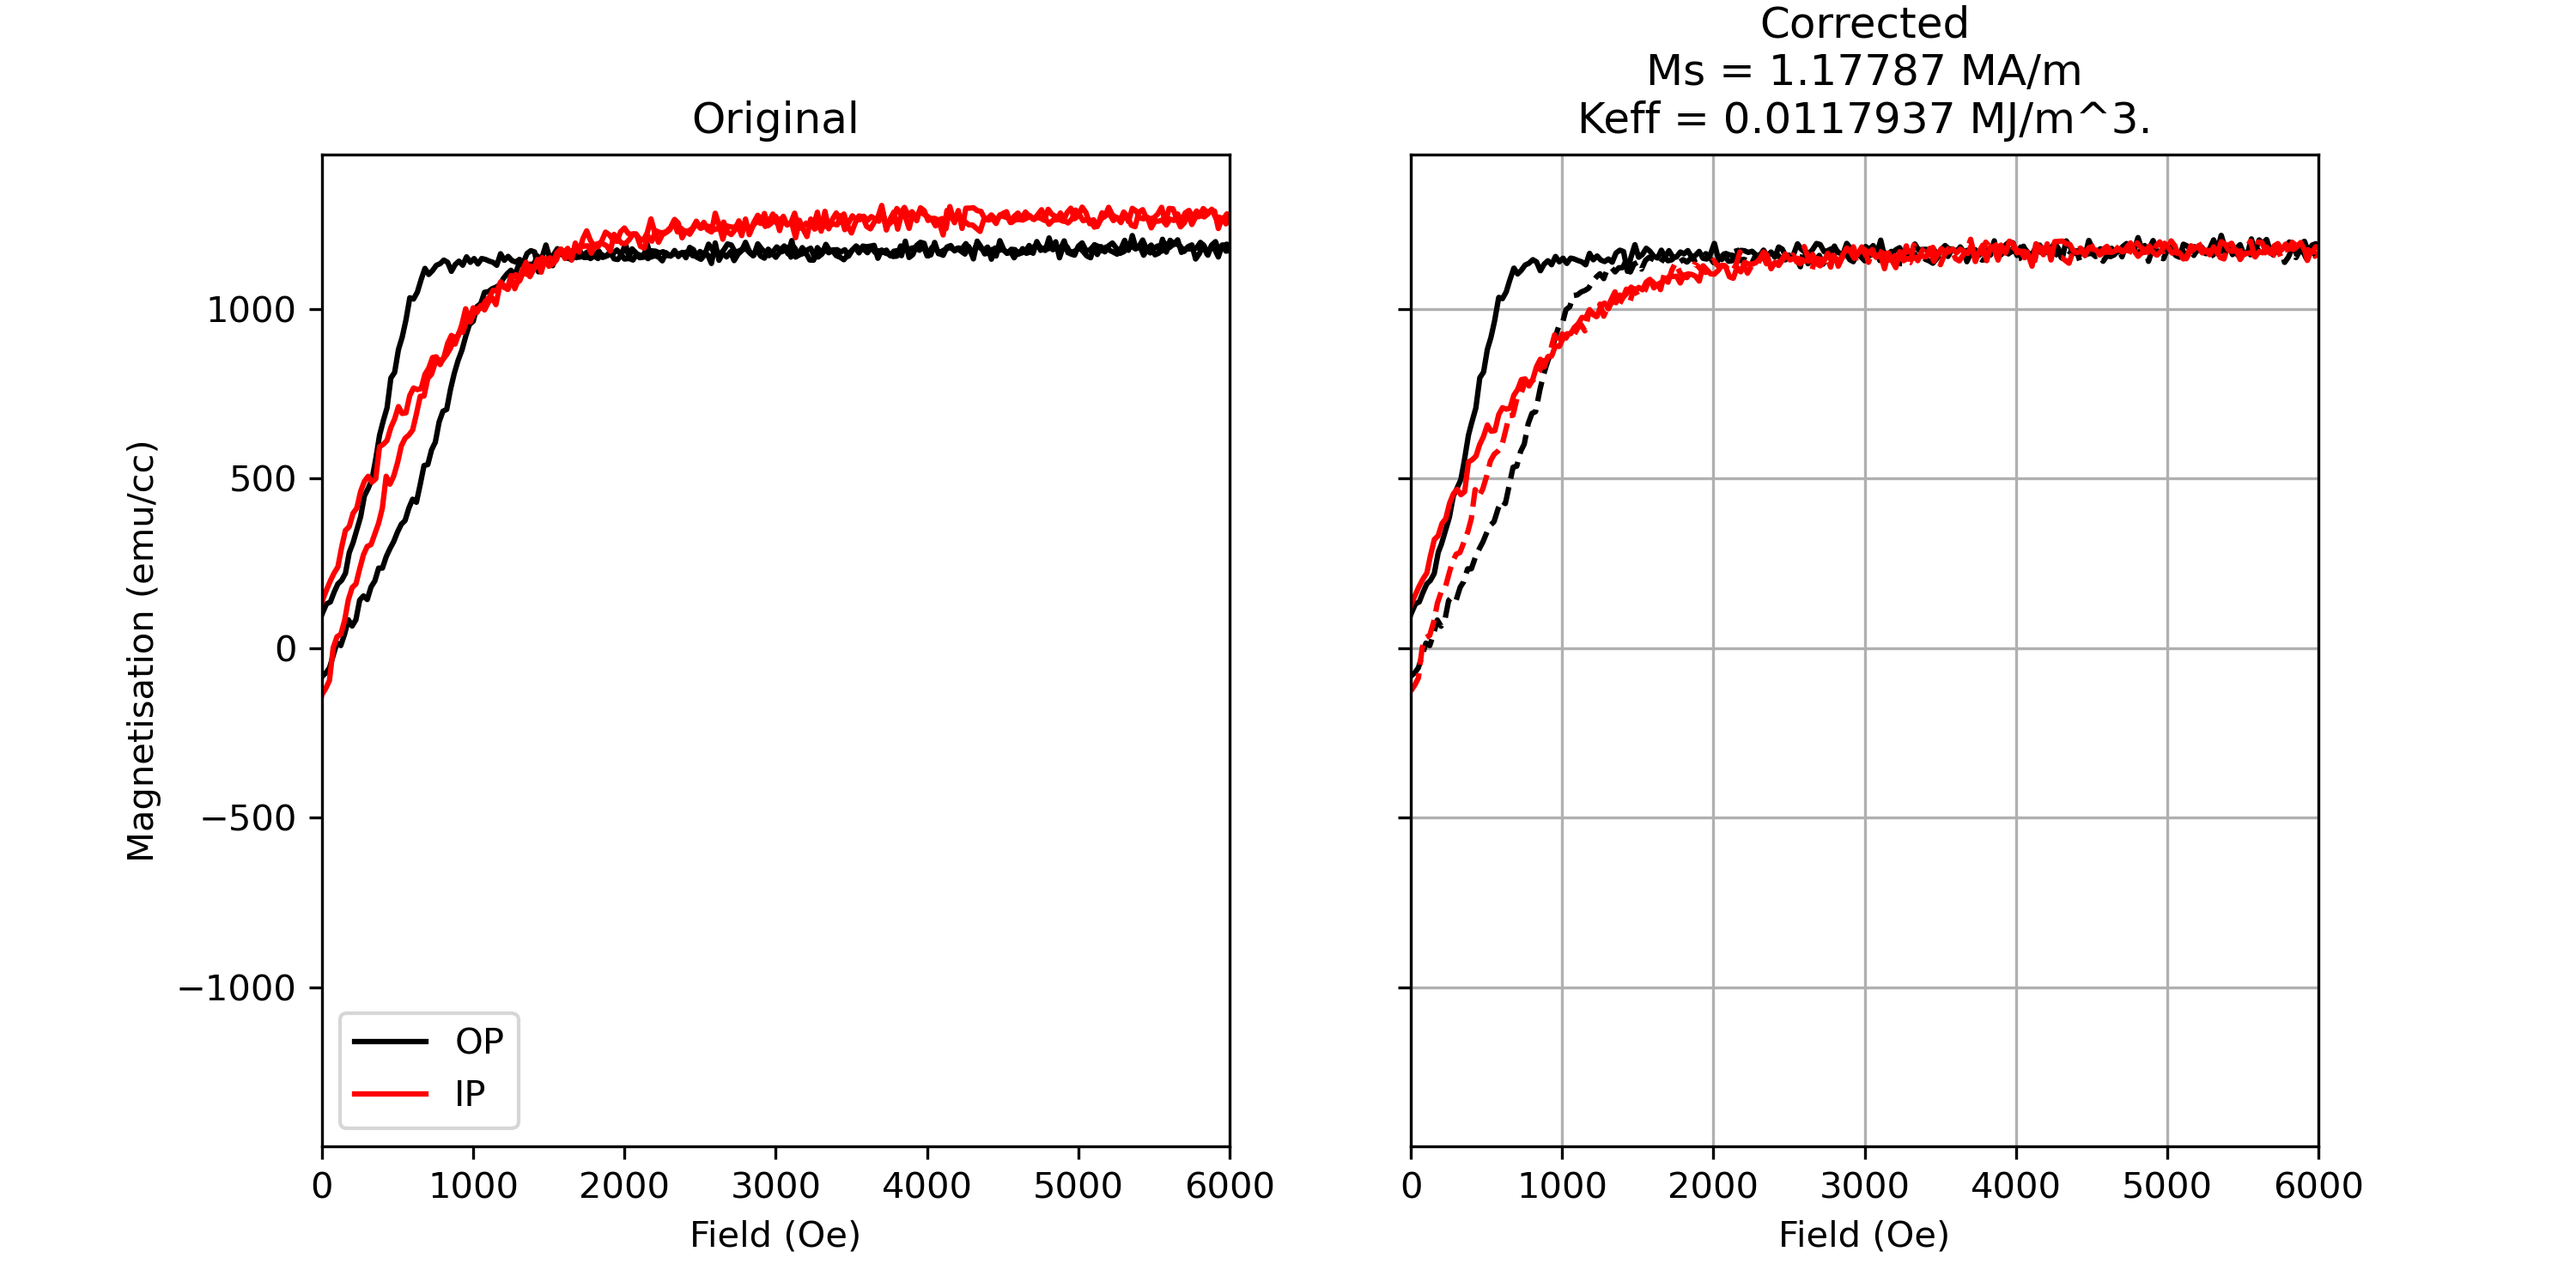 Original
Magnetisation (emu/cc)
1000
500
0
−500
−1000
OP
IP
0 1000 2000 3000 4000 5000 6000
Field (Oe)
Corrected
Ms = 1.17787 MA/m
Keff = 0.0117937 MJ/m^3.
0 1000 2000 3000 4000 5000 6000
Field (Oe)